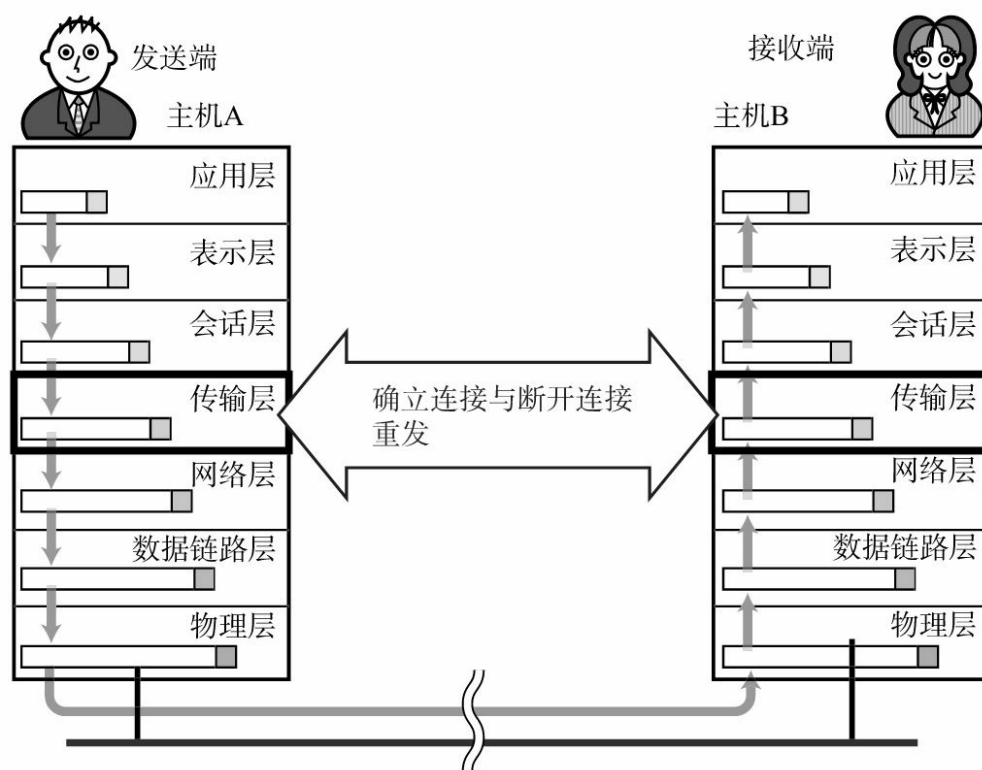 发送端
接收端
主机A
主机B
应用层
表示层
会话层
传输层
网络层
数据链路层
物理层
确立连接与断开连接
重发
应用层
表示层
会话层
传输层
网络层
数据链路层
物理层